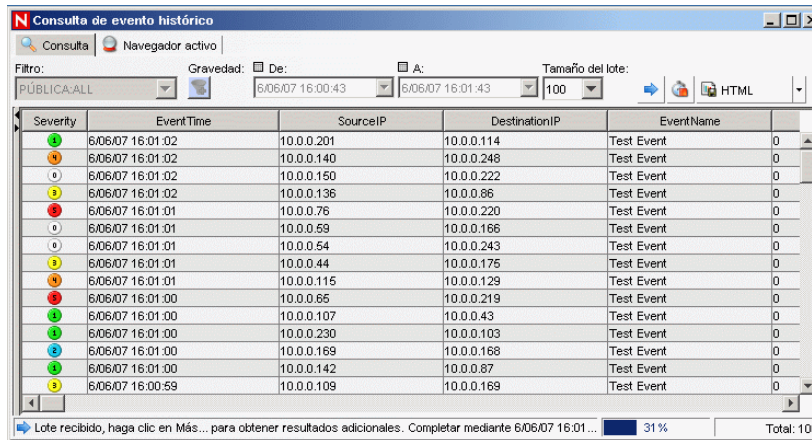 Consulta de evento histórico
Consulta Navegador activo
Filtro: Gravedad: De: A: Tamaño del lote:
PÚBLICA:ALL 6/06/07 16:00:43 6/06/07 16:01:43 100 HTML
Severity EventTime SourceIP DestinationIP EventName
1 6/06/07 16:01:02 10.0.0.201 10.0.0.114 Test Event 0
4 6/06/07 16:01:02 10.0.0.140 10.0.0.248 Test Event 0
0 6/06/07 16:01:02 10.0.0.150 10.0.0.222 Test Event 0
3 6/06/07 16:01:02 10.0.0.136 10.0.0.86 Test Event 0
5 6/06/07 16:01:01 10.0.0.76 10.0.0.220 Test Event 0
0 6/06/07 16:01:01 10.0.0.59 10.0.0.166 Test Event 0
0 6/06/07 16:01:01 10.0.0.54 10.0.0.243 Test Event 0
3 6/06/07 16:01:01 10.0.0.44 10.0.0.175 Test Event 0
4 6/06/07 16:01:01 10.0.0.115 10.0.0.129 Test Event 0
5 6/06/07 16:01:00 10.0.0.65 10.0.0.219 Test Event 0
1 6/06/07 16:01:00 10.0.0.107 10.0.0.43 Test Event 0
1 6/06/07 16:01:00 10.0.0.230 10.0.0.103 Test Event 0
2 6/06/07 16:01:00 10.0.0.169 10.0.0.168 Test Event 0
1 6/06/07 16:01:00 10.0.0.142 10.0.0.87 Test Event 0
3 6/06/07 16:00:59 10.0.0.109 10.0.0.169 Test Event 0
Lote recibido, haga clic en Más... para obtener resultados adicionales. Completar mediante 6/06/07 16:01... 31% Total: 10